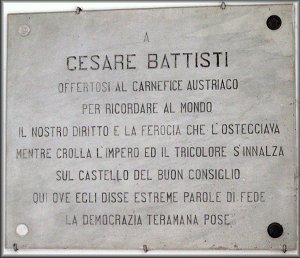 A
CESARE BATTISTI
OFFERTOSI AL CARNEFICE AUSTRIACO
PER RICORDARE AL MONDO
IL NOSTRO DIRITTO E LA FEROCIA CHE L'OSTEGGIAVA
MENTRE CROLLA L'IMPERO ED IL TRICOLORE S'INNALZA
SUL CASTELLO DEL BUON CONSIGLIO
QUI OVE EGLI DISSE ESTREME PAROLE DI FEDE
LA DEMOCRAZIA TERAMANA POSE